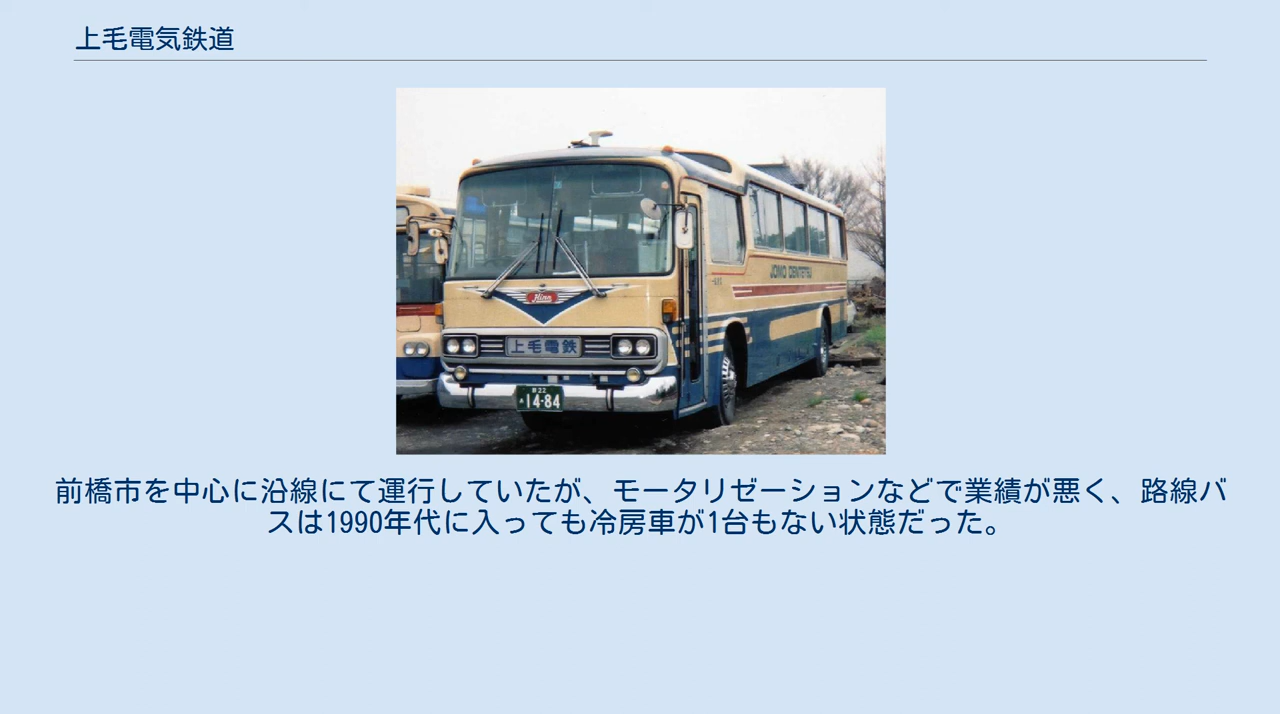 上毛電気鉄道
JOMO DENTETSU
Hino
上毛電鉄
群22
14-84
前橋市を中心に沿線にて運行していたが、モータリゼーションなどで業績が悪く、路線バ
スは1990年代に入っても冷房車が1台もない状態だった。